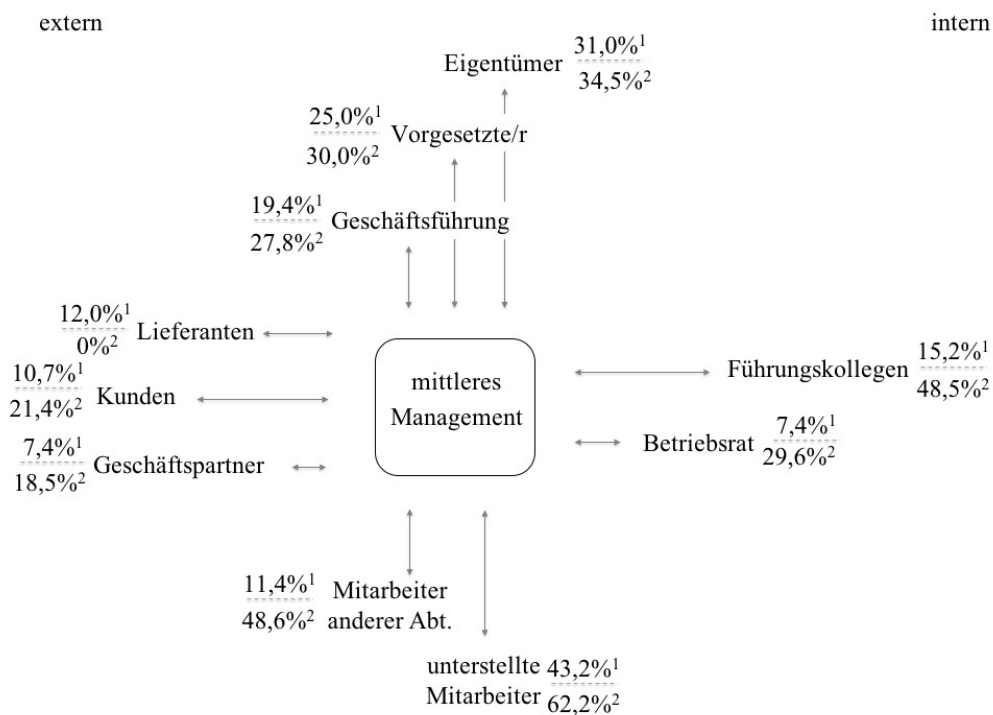 extern
intern
Eigentümer 31,0%¹
34,5%²
25,0%¹ Vorgesetzte/r
30,0%²
19,4%¹ Geschäftsführung
27,8%²
12,0%¹ Lieferanten
0%²
10,7%¹ Kunden
21,4%²
7,4%¹ Geschäftspartner
18,5%²
mittleres
Management
Führungskollegen 15,2%¹
48,5%²
Betriebsrat 7,4%¹
29,6%²
11,4%¹ Mitarbeiter
48,6%² anderer Abt.
unterstellte 43,2%¹
Mitarbeiter 62,2%²